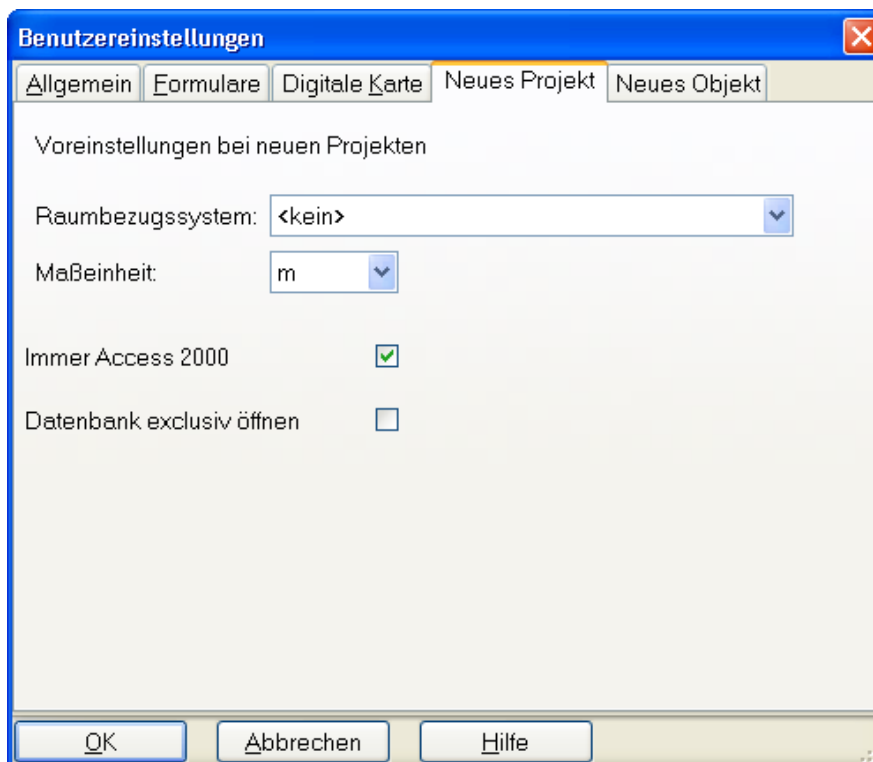 Benutzereinstellungen
Allgemein Formulare Digitale Karte Neues Projekt Neues Objekt
Voreinstellungen bei neuen Projekten
Raumbezugssystem: <kein>
Maßeinheit: m
Immer Access 2000
Datenbank exclusiv öffnen
OK Abbrechen Hilfe